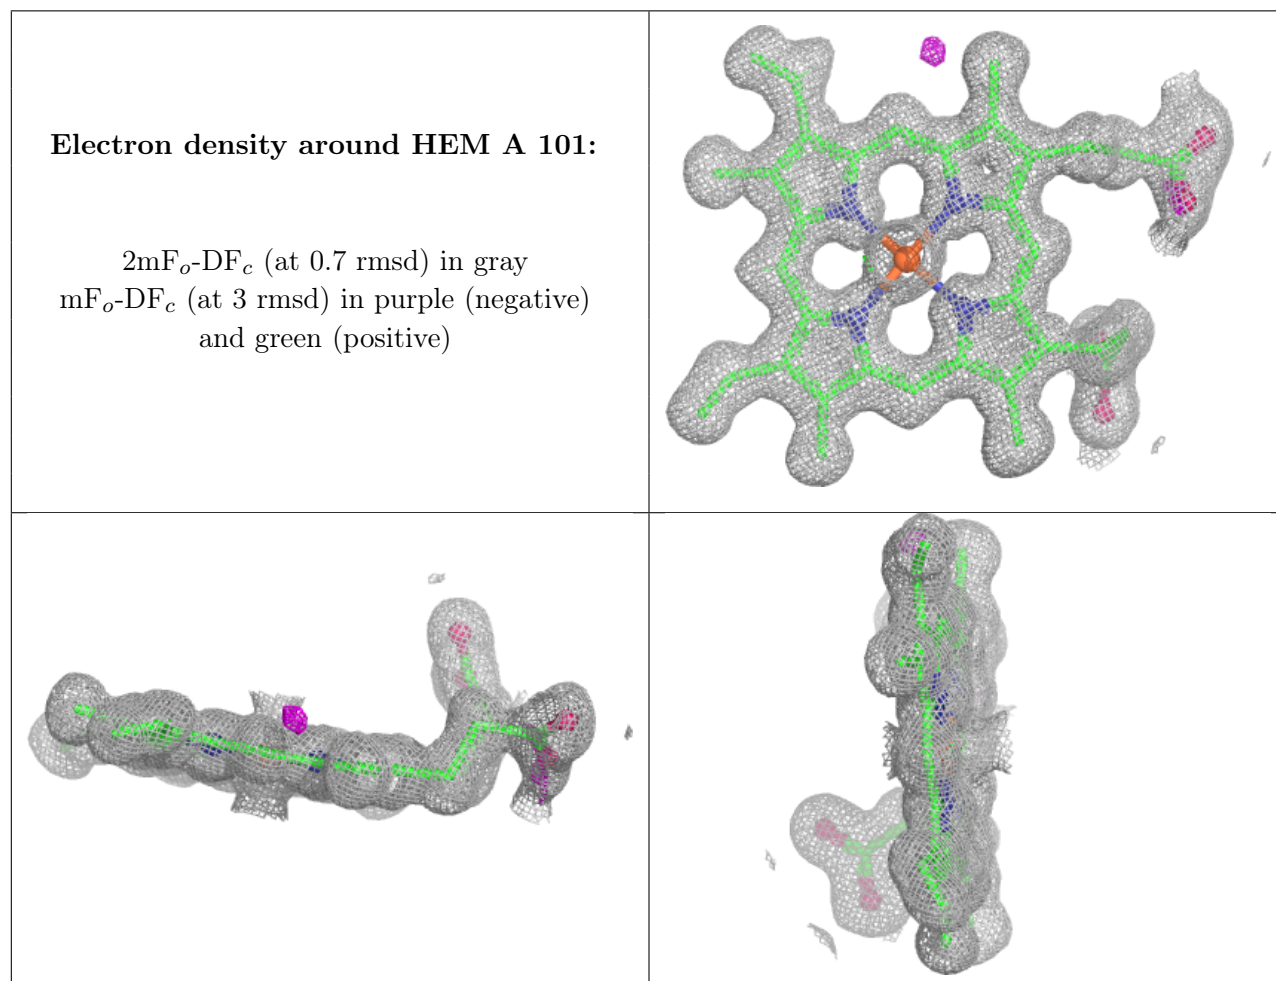 Electron density around HEM A 101:
2mFo-DFc (at 0.7 rmsd) in gray
mFo-DFc (at 3 rmsd) in purple (negative)
and green (positive)